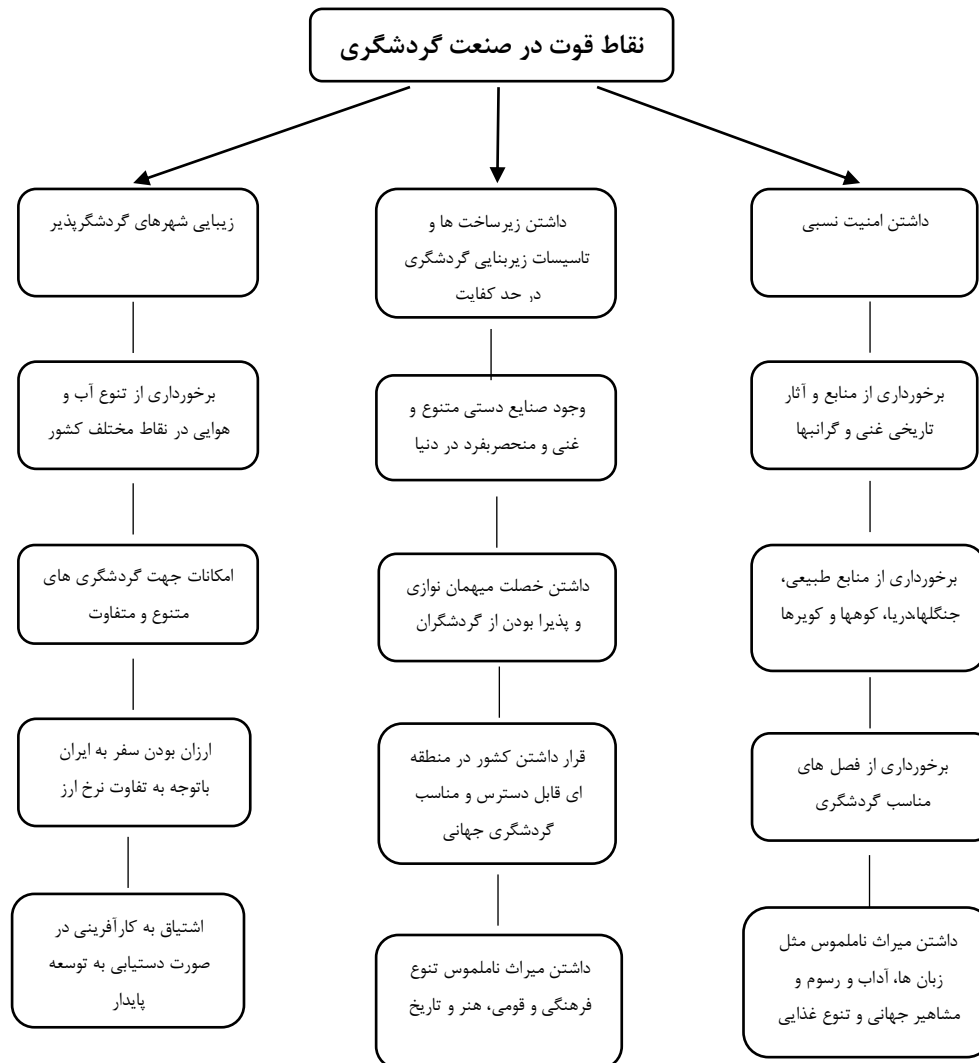 نقاط قوت در صنعت گردشگری
داشتن امنیت نسبی
برخورداری از منابع و آثار
تاریخی غنی و گرانبها
برخورداری از منابع طبیعی،
جنگلها،دریا، کوهها و کویرها
برخورداری از فصل های
مناسب گردشگری
داشتن میراث ناملموس مثل
زبان ها، آداب و رسوم و
مشاهیر جهانی و تنوع غذایی
داشتن زیرساخت ها و
تاسیسات زیربنایی گردشگری
در حد کفایت
وجود صنایع دستی متنوع و
غنی و منحصربفرد در دنیا
داشتن خصلت میهمان نوازی
و پذیرا بودن از گردشگران
قرار داشتن کشور در منطقه
ای قابل دسترس و مناسب
گردشگری جهانی
داشتن میراث ناملموس تنوع
فرهنگی و قومی، هنر و تاریخ
زیبایی شهرهای گردشگرپذیر
برخورداری از تنوع آب و
هوایی در نقاط مختلف کشور
امکانات جهت گردشگری های
متنوع و متفاوت
ارزان بودن سفر به ایران
باتوجه به تفاوت نرخ ارز
اشتیاق به کارآفرینی در
صورت دستیابی به توسعه
پایدار